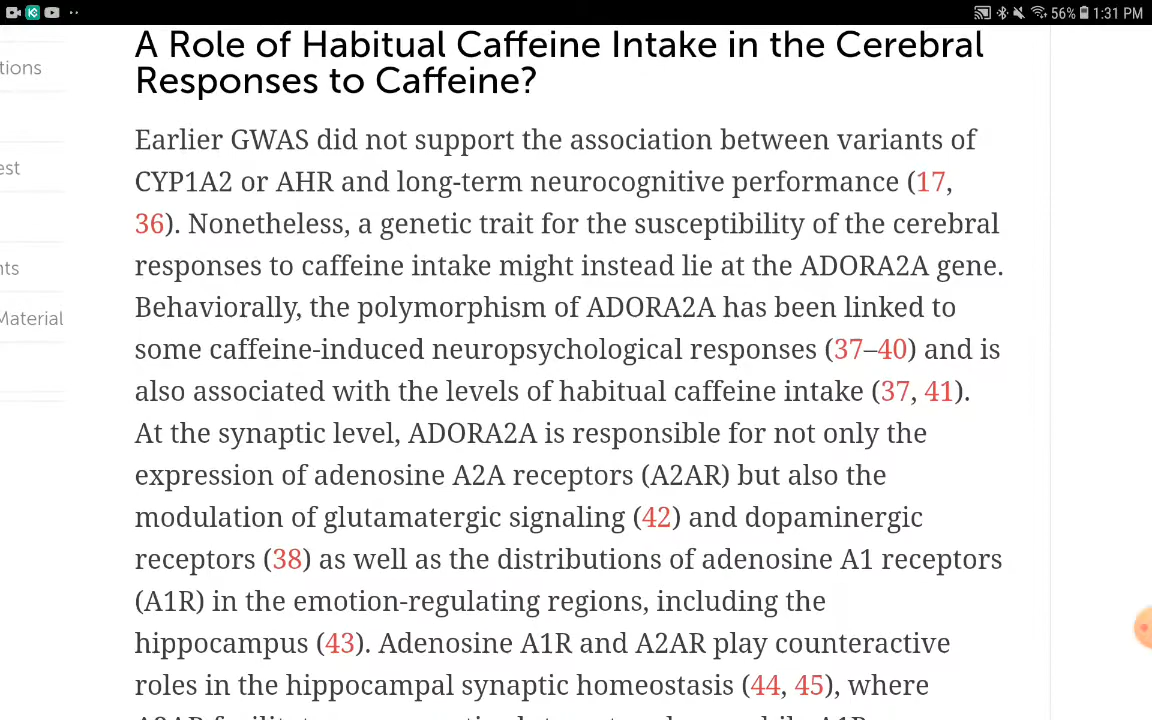 56% 1:31 PM
A Role of Habitual Caffeine Intake in the Cerebral
Responses to Caffeine?
tions
Earlier GWAS did not support the association between variants of
est
CYP1A2 or AHR and long-term neurocognitive performance (17,
36). Nonetheless, a genetic trait for the susceptibility of the cerebral
nts
responses to caffeine intake might instead lie at the ADORA2A gene.
Material
Behaviorally, the polymorphism of ADORA2A has been linked to
some caffeine-induced neuropsychological responses (37–40) and is
also associated with the levels of habitual caffeine intake (37, 41).
At the synaptic level, ADORA2A is responsible for not only the
expression of adenosine A2A receptors (A2AR) but also the
modulation of glutamatergic signaling (42) and dopaminergic
receptors (38) as well as the distributions of adenosine A1 receptors
(A1R) in the emotion-regulating regions, including the
hippocampus (43). Adenosine A1R and A2AR play counteractive
roles in the hippocampal synaptic homeostasis (44, 45), where